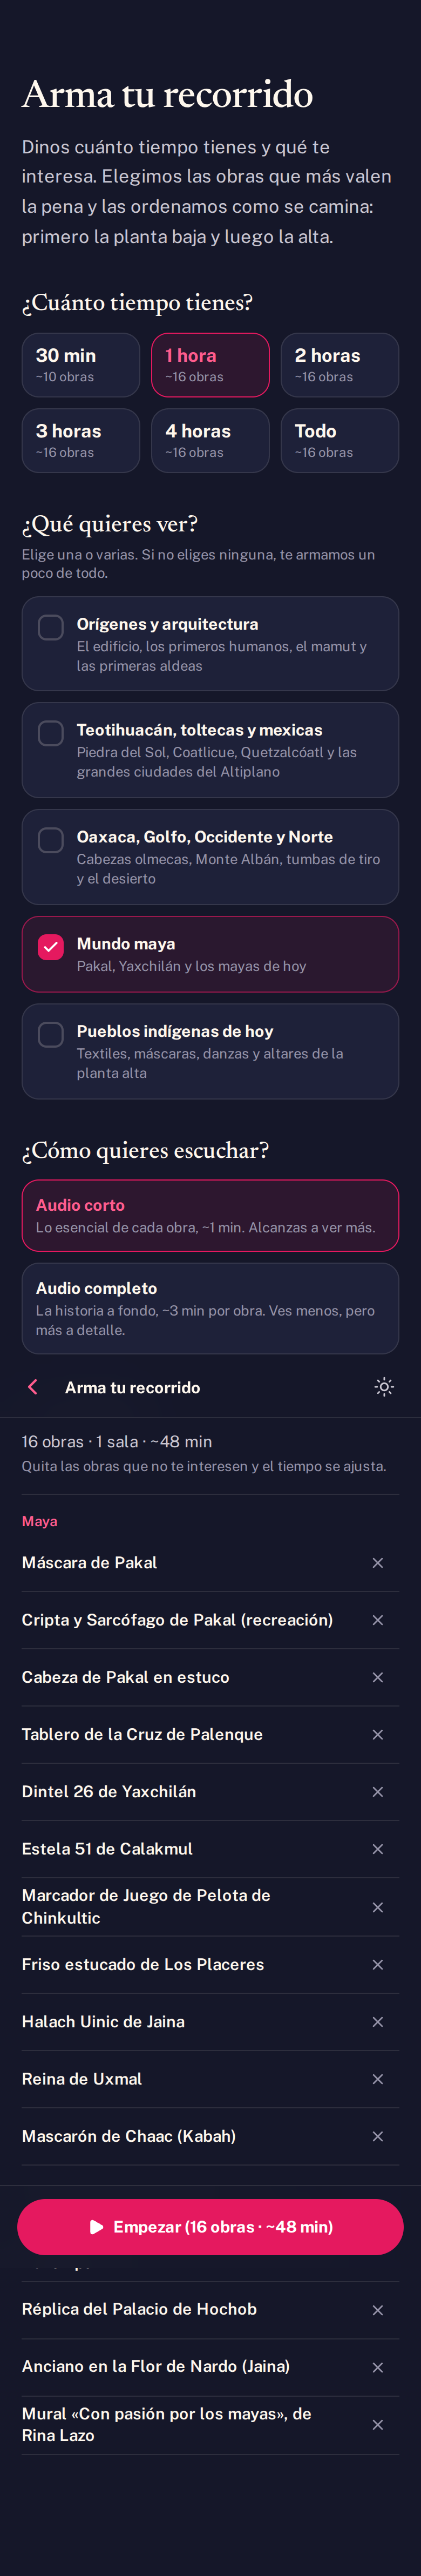 Arma tu recorrido
Dinos cuánto tiempo tienes y qué te
interesa. Elegimos las obras que más valen
la pena y las ordenamos como se camina:
primero la planta baja y luego la alta.
¿Cuánto tiempo tienes?
30 min
~10 obras
1 hora
~16 obras
2 horas
~16 obras
3 horas
~16 obras
4 horas
~16 obras
Todo
~16 obras
¿Qué quieres ver?
Elige una o varias. Si no eliges ninguna, te armamos un
poco de todo.
Orígenes y arquitectura
El edificio, los primeros humanos, el mamut y
las primeras aldeas
Teotihuacán, toltecas y mexicas
Piedra del Sol, Coatlicue, Quetzalcóatl y las
grandes ciudades del Altiplano
Oaxaca, Golfo, Occidente y Norte
Cabezas olmecas, Monte Albán, tumbas de tiro
y el desierto
Mundo maya
Pakal, Yaxchilán y los mayas de hoy
Pueblos indígenas de hoy
Textiles, máscaras, danzas y altares de la
planta alta
¿Cómo quieres escuchar?
Audio corto
Lo esencial de cada obra, ~1 min. Alcanzas a ver más.
Audio completo
La historia a fondo, ~3 min por obra. Ves menos, pero
más a detalle.
Arma tu recorrido
16 obras · 1 sala · ~48 min
Quita las obras que no te interesen y el tiempo se ajusta.
Maya
Máscara de Pakal
Cripta y Sarcófago de Pakal (recreación)
Cabeza de Pakal en estuco
Tablero de la Cruz de Palenque
Dintel 26 de Yaxchilán
Estela 51 de Calakmul
Marcador de Juego de Pelota de
Chinkultic
Friso estucado de Los Placeres
Halach Uinic de Jaina
Reina de Uxmal
Mascarón de Chaac (Kabah)
Empezar (16 obras · ~48 min)
Réplica del Palacio de Hochob
Anciano en la Flor de Nardo (Jaina)
Mural «Con pasión por los mayas», de
Rina Lazo